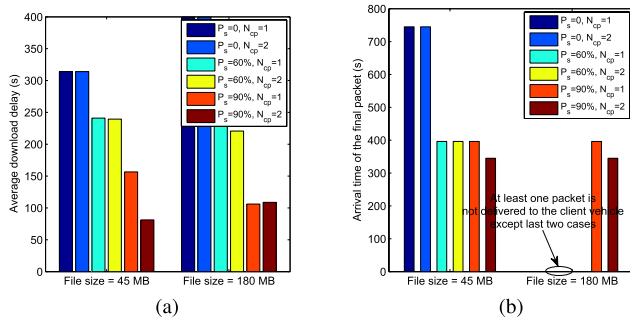 400
350
300
250
200
150
100
50
0
Average download delay (s)
P_s=0, N_cp=1
P_s=0, N_cp=2
P_s=60%, N_cp=1
P_s=60%, N_cp=2
P_s=90%, N_cp=1
P_s=90%, N_cp=2
File size = 45 MB
File size = 180 MB
(a)
800
700
600
500
400
300
200
100
0
Arrival time of the final packet (s)
P_s=0, N_cp=1
P_s=0, N_cp=2
P_s=60%, N_cp=1
P_s=60%, N_cp=2
P_s=90%, N_cp=1
P_s=90%, N_cp=2
At least one packet is
not delivered to the client vehicle
except last two cases
File size = 45 MB
File size = 180 MB
(b)